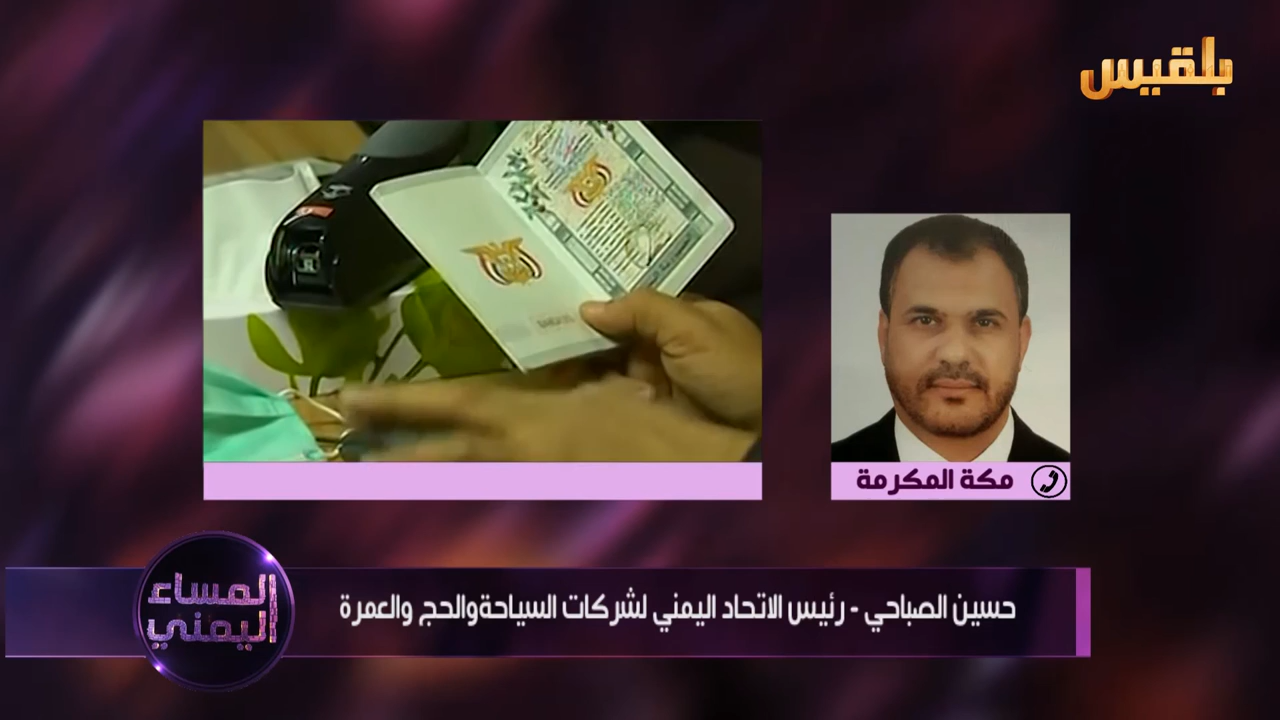 بلقيس
مكة المكرمة
حسين الصباحي - رئيس الاتحاد اليمني لشركات السياحةوالحج والعمرة
المساء
اليمني